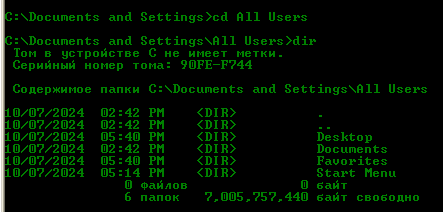 C:\Documents and Settings>cd All Users
C:\Documents and Settings\All Users>dir
Том в устройстве C не имеет метки.
Серийный номер тома: 90FE-F744
Содержимое папки C:\Documents and Settings\All Users
10/07/2024  02:42 PM    <DIR>          .
10/07/2024  02:42 PM    <DIR>          ..
10/07/2024  05:40 PM    <DIR>          Desktop
10/07/2024  02:42 PM    <DIR>          Documents
10/07/2024  05:40 PM    <DIR>          Favorites
10/07/2024  05:14 PM    <DIR>          Start Menu
0 файлов              0 байт
6 папок   7,005,757,440 байт свободно